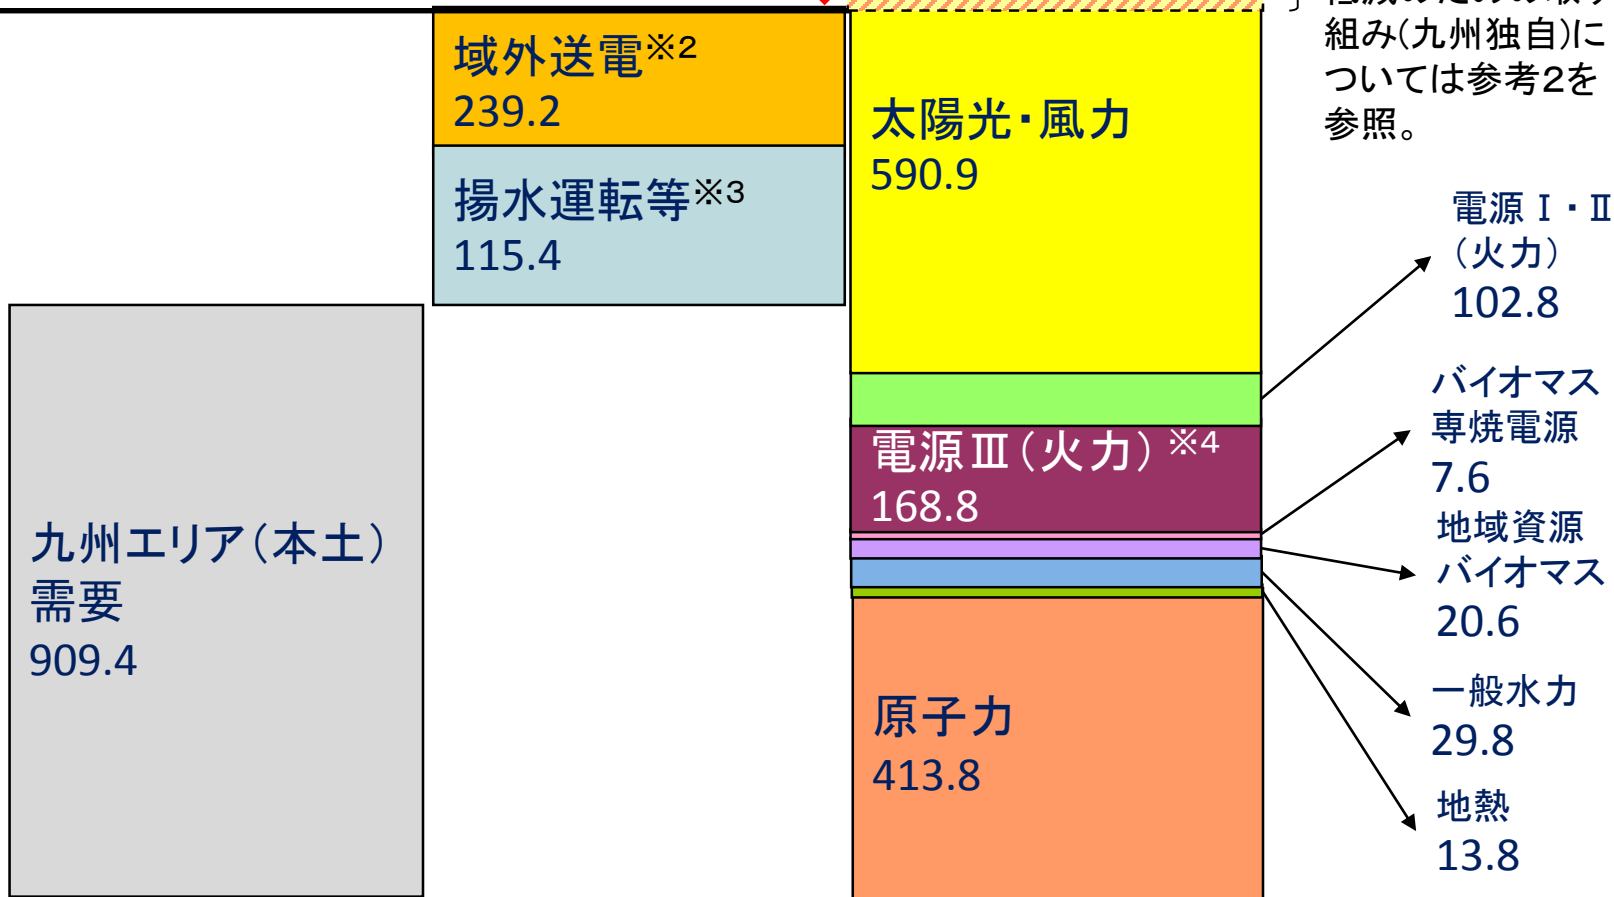 組み(九州独自)に
ついては参考2を
参照。
域外送電※2
239.2
揚水運転等※3
115.4
九州エリア（本土）
需要
909.4
太陽光・風力
590.9
電源Ⅲ（火力）※4
168.8
原子力
413.8
電源Ⅰ・Ⅱ
（火力）
102.8
バイオマス
専焼電源
7.6
地域資源
バイオマス
20.6
一般水力
29.8
地熱
13.8